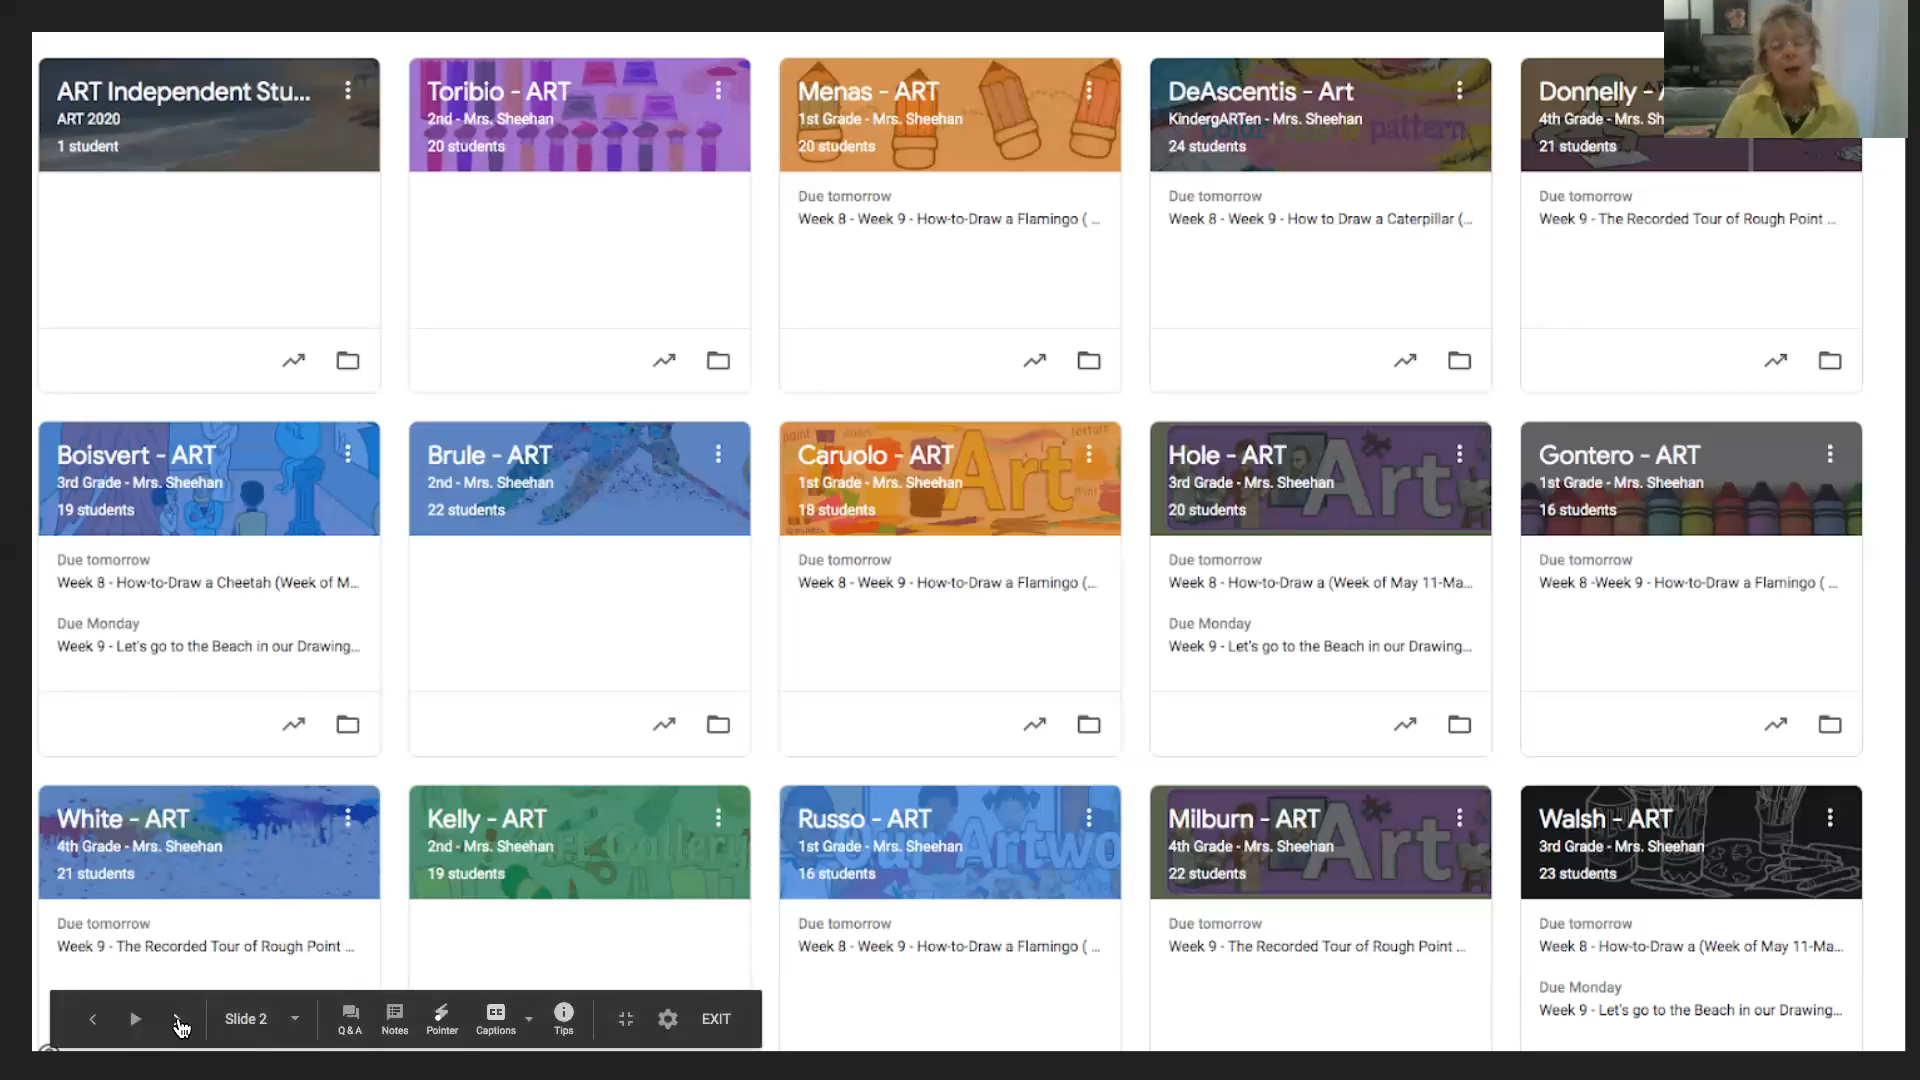 ART Independent Stu...
ART 2020
1 student
Toribio - ART
2nd - Mrs. Sheehan
20 students
Menas - ART
1st Grade - Mrs. Sheehan
20 students
Due tomorrow
Week 8 - Week 9 - How-to-Draw a Flamingo ( ...
DeAscentis - Art
KindergARTen - Mrs. Sheehan
24 students
color pattern
Due tomorrow
Week 8 - Week 9 - How to Draw a Caterpillar (...
Donnelly -
4th Grade - Mrs. Sh
21 students
Due tomorrow
Week 9 - The Recorded Tour of Rough Point ...
Boisvert - ART
3rd Grade - Mrs. Sheehan
19 students
Due tomorrow
Week 8 - How-to-Draw a Cheetah (Week of M...
Due Monday
Week 9 - Let's go to the Beach in our Drawing...
Brule - ART
2nd - Mrs. Sheehan
22 students
Caruolo - ART
1st Grade - Mrs. Sheehan
18 students
paint
texture
Art
Due tomorrow
Week 8 - Week 9 - How-to-Draw a Flamingo (...
Hole - ART
3rd Grade - Mrs. Sheehan
20 students
Art
Due tomorrow
Week 8 - How-to-Draw a (Week of May 11-Ma...
Due Monday
Week 9 - Let's go to the Beach in our Drawing...
Gontero - ART
1st Grade - Mrs. Sheehan
16 students
Due tomorrow
Week 8 -Week 9 - How-to-Draw a Flamingo ( ...
White - ART
4th Grade - Mrs. Sheehan
21 students
Due tomorrow
Week 9 - The Recorded Tour of Rough Point ...
Kelly - ART
2nd - Mrs. Sheehan
19 students
Art Gallery
Russo - ART
1st Grade - Mrs. Sheehan
16 students
Our Artwo
Due tomorrow
Week 8 - Week 9 - How-to-Draw a Flamingo ( ...
Milburn - ART
4th Grade - Mrs. Sheehan
22 students
Art
Due tomorrow
Week 9 - The Recorded Tour of Rough Point ...
Walsh - ART
3rd Grade - Mrs. Sheehan
23 students
Due tomorrow
Week 8 - How-to-Draw a (Week of May 11-Ma...
Due Monday
Week 9 - Let's go to the Beach in our Drawing...
Slide 2
Q & A
Notes
Pointer
CC
Captions
Tips
EXIT